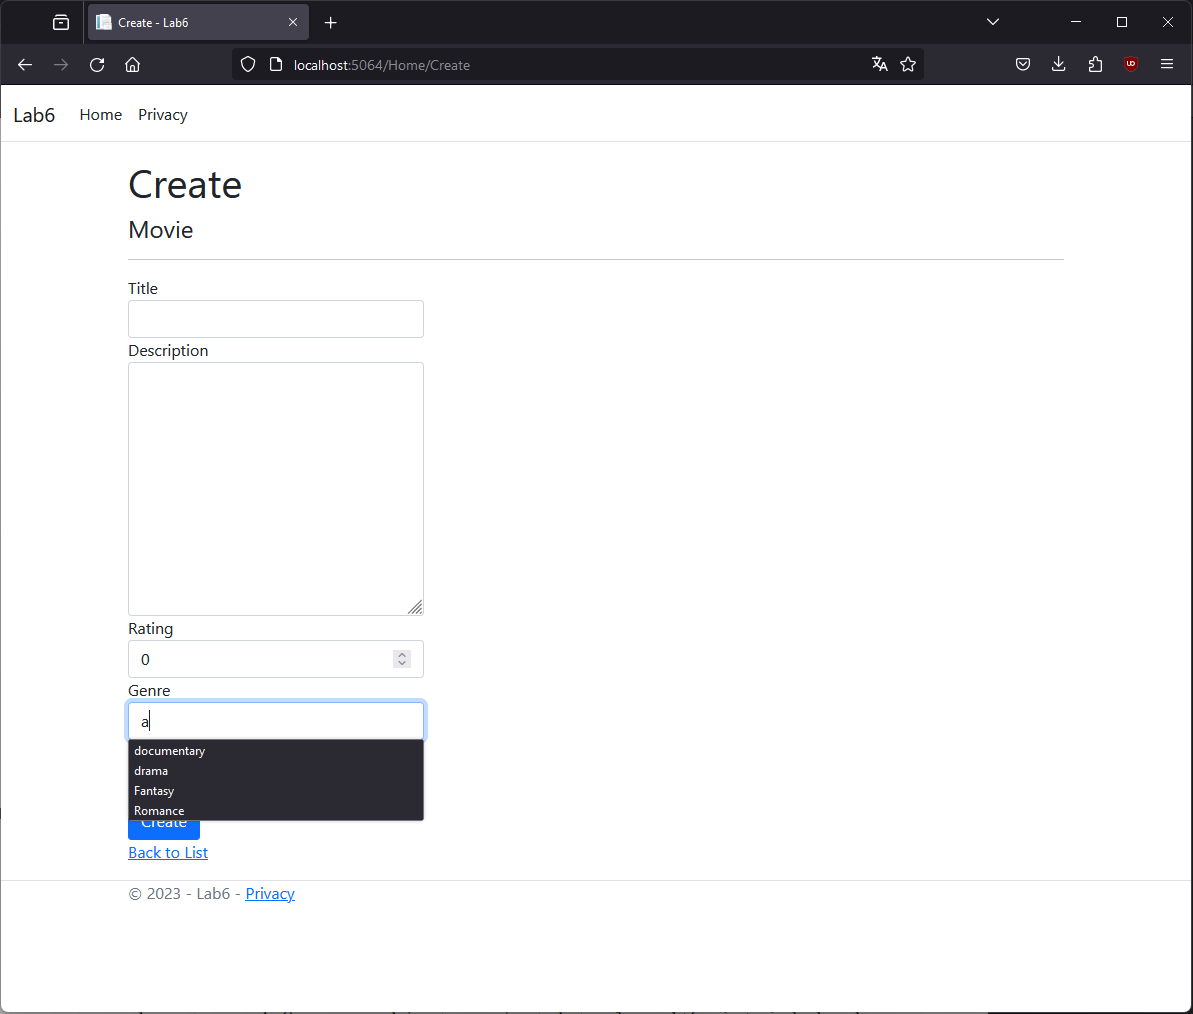 Create - Lab6
localhost:5064/Home/Create
Lab6 Home Privacy
Create
Movie
Title
Description
Rating
0
Genre
a
documentary
drama
Fantasy
Romance
Create
Back to List
© 2023 - Lab6 - Privacy